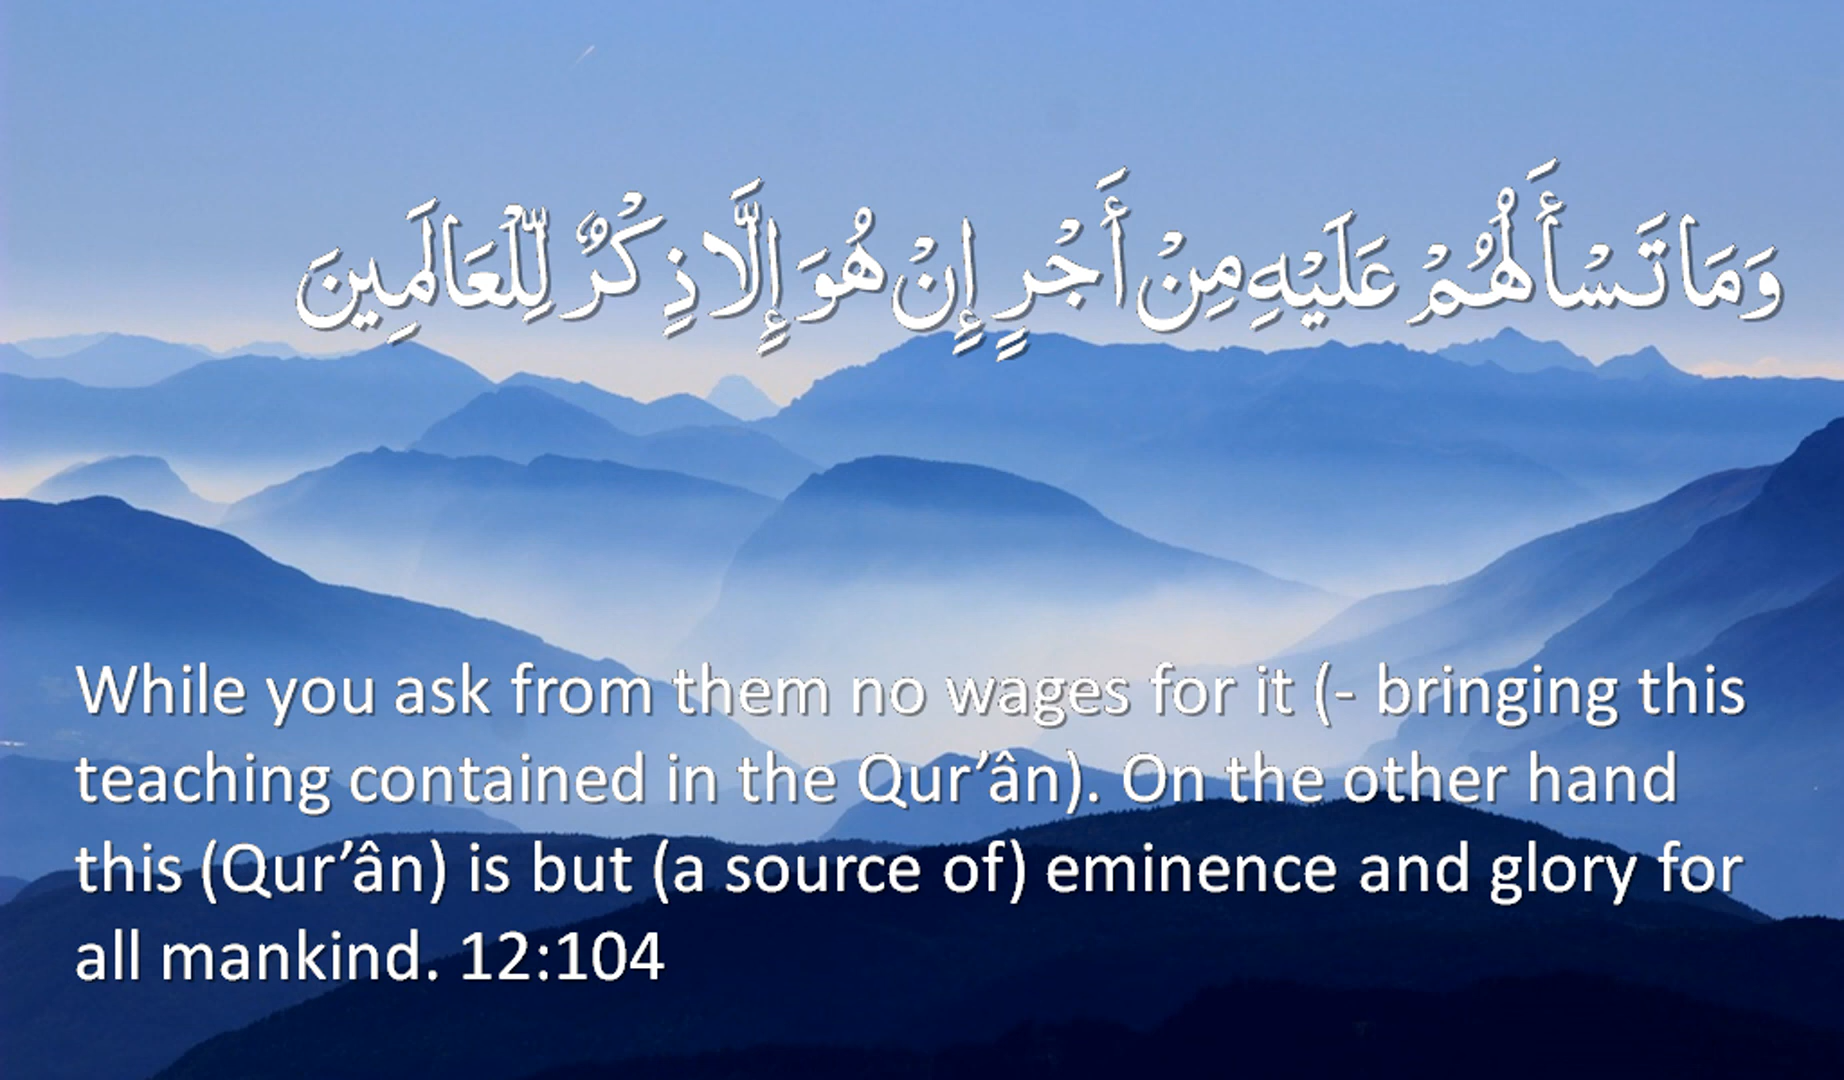 وَمَا تَسْأَلُهُمْ عَلَيْهِ مِنْ أَجْرٍ إِنْ هُوَ إِلَّا ذِكْرٌ لِّلْعَالَمِينَ
While you ask from them no wages for it (- bringing this
teaching contained in the Qur’ân). On the other hand
this (Qur’ân) is but (a source of) eminence and glory for
all mankind. 12:104